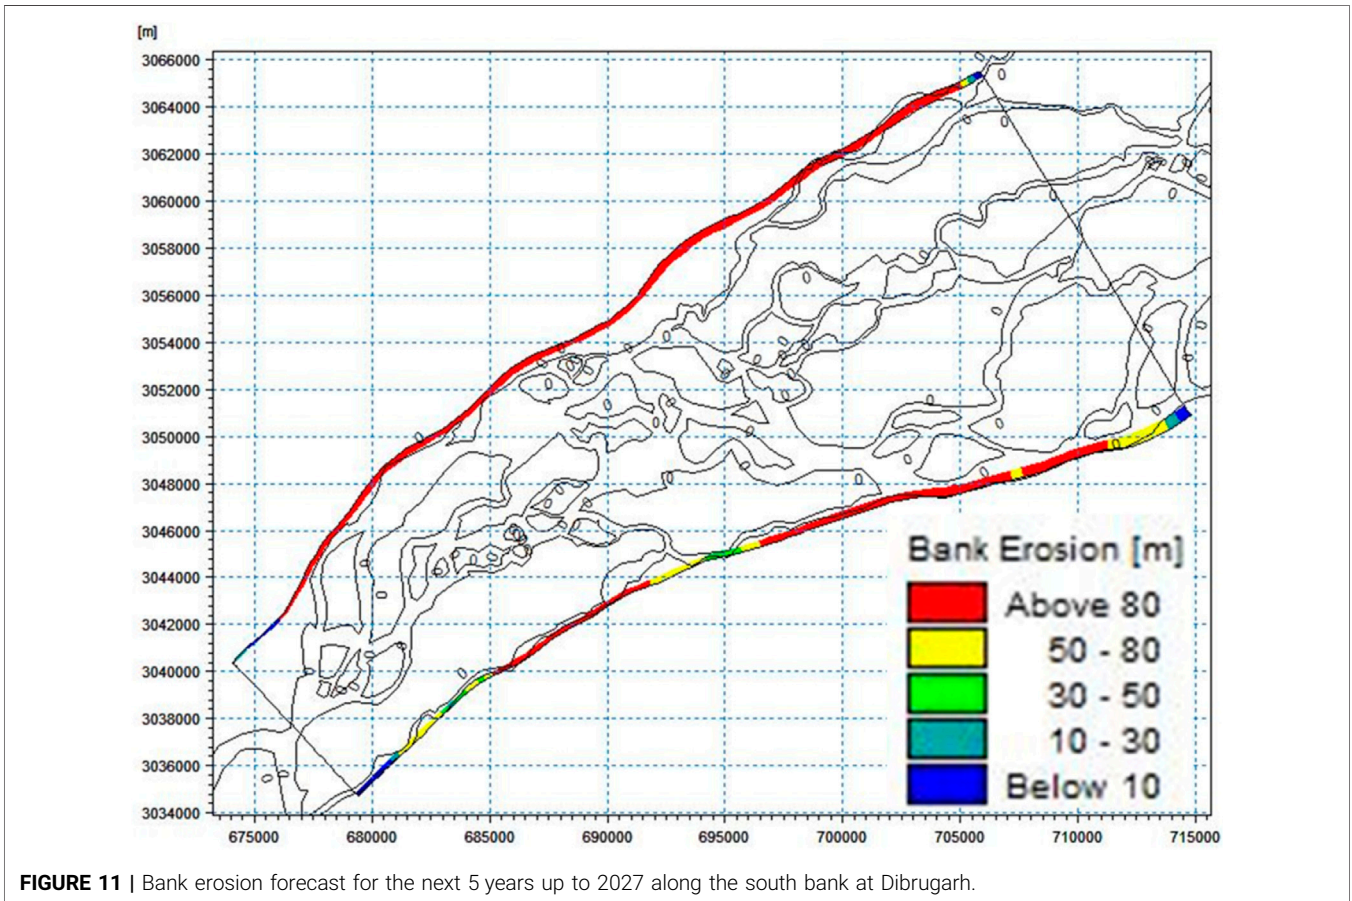 [m]
3066000
3064000
3062000
3060000
3058000
3056000
3054000
3052000
3050000
3048000
3046000
3044000
3042000
3040000
3038000
3036000
3034000
675000 680000 685000 690000 695000 700000 705000 710000 715000
Bank Erosion [m]
Above 80
50 - 80
30 - 50
10 - 30
Below 10
FIGURE 11 | Bank erosion forecast for the next 5 years up to 2027 along the south bank at Dibrugarh.